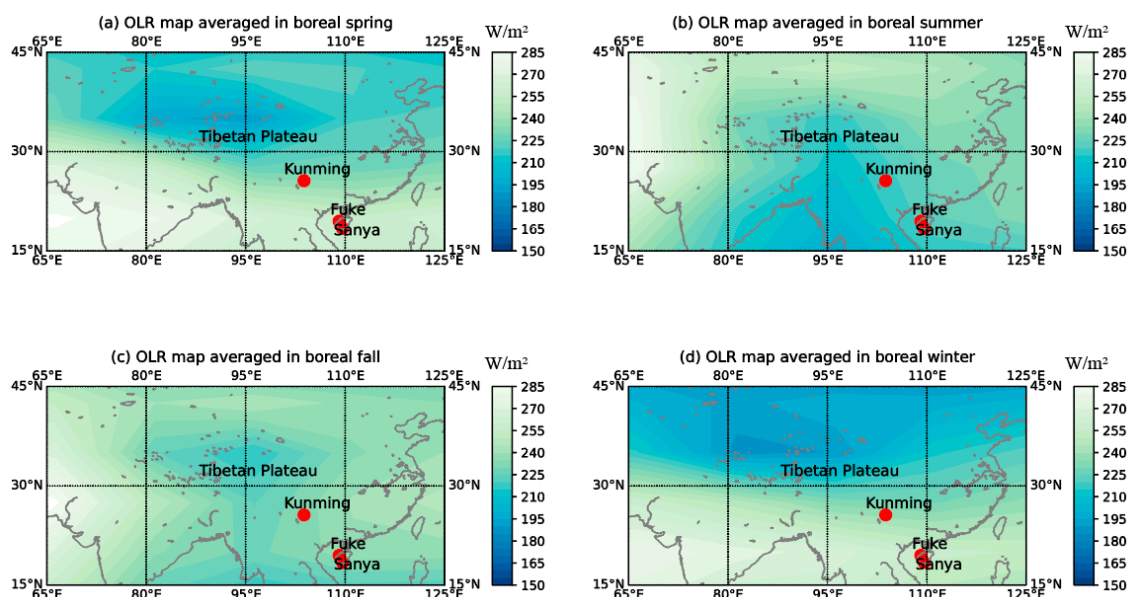 (a) OLR map averaged in boreal spring
W/m²
65°E 80°E 95°E 110°E 125°E
45°N 45°N
285
270
255
240
225
210
195
180
165
150
Tibetan Plateau
30°N 30°N
Kunming
Fuke
Sanya
15°N 15°N
65°E 80°E 95°E 110°E 125°E
(b) OLR map averaged in boreal summer
W/m²
65°E 80°E 95°E 110°E 125°E
45°N 45°N
285
270
255
240
225
210
195
180
165
150
Tibetan Plateau
30°N 30°N
Kunming
Fuke
Sanya
15°N 15°N
65°E 80°E 95°E 110°E 125°E
(c) OLR map averaged in boreal fall
W/m²
65°E 80°E 95°E 110°E 125°E
45°N 45°N
285
270
255
240
225
210
195
180
165
150
Tibetan Plateau
30°N 30°N
Kunming
Fuke
Sanya
15°N 15°N
65°E 80°E 95°E 110°E 125°E
(d) OLR map averaged in boreal winter
W/m²
65°E 80°E 95°E 110°E 125°E
45°N 45°N
285
270
255
240
225
210
195
180
165
150
Tibetan Plateau
30°N 30°N
Kunming
Fuke
Sanya
15°N 15°N
65°E 80°E 95°E 110°E 125°E